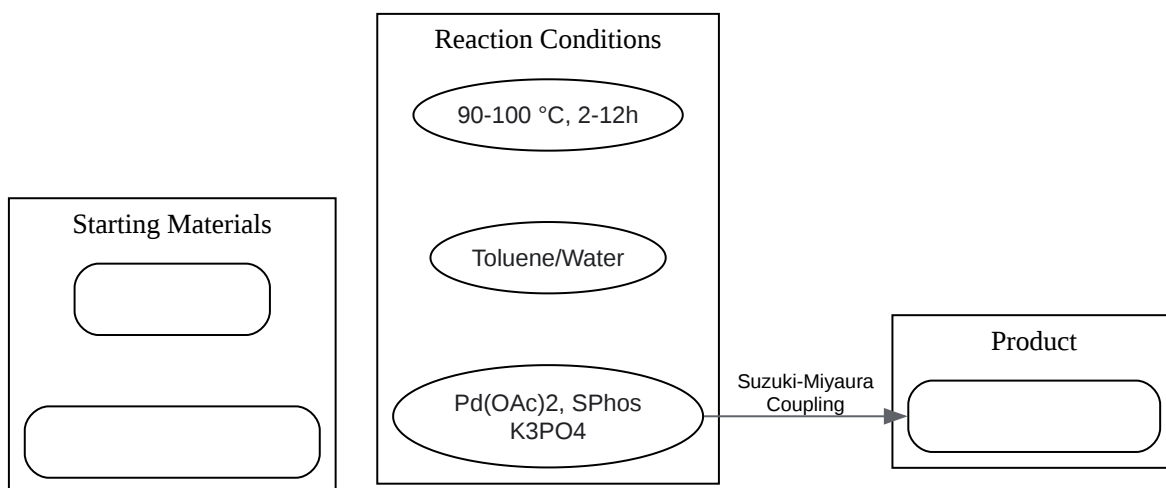 Starting Materials
Reaction Conditions
90-100 °C, 2-12h
Toluene/Water
Pd(OAc)2, SPhos
K3PO4
Suzuki-Miyaura
Coupling
Product